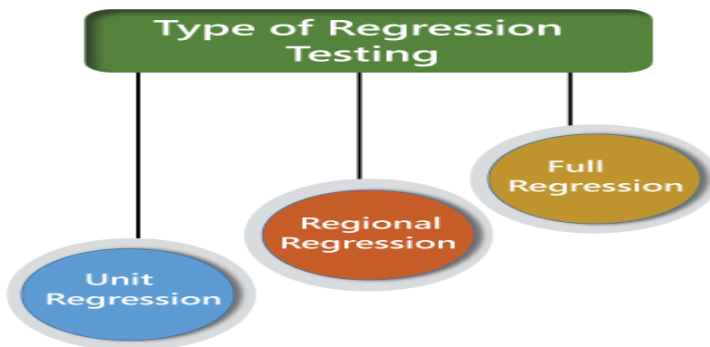 Type of Regression
Testing
Full
Regression
Regional
Regression
Unit
Regression